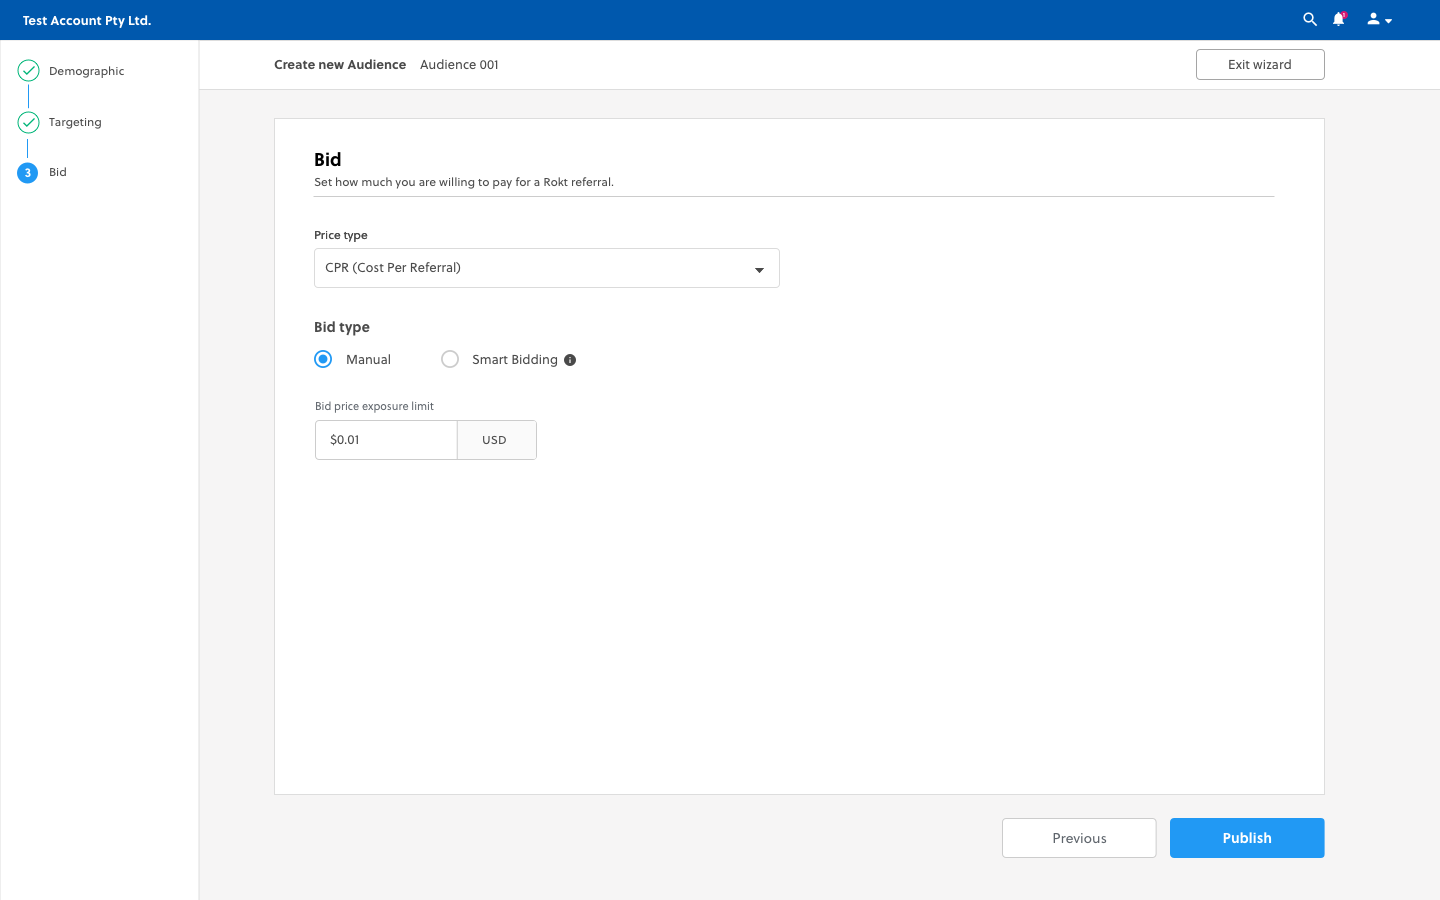 Test Account Pty Ltd.
Demographic
Targeting
3 Bid
Create new Audience Audience 001
Exit wizard
Bid
Set how much you are willing to pay for a Rokt referral.
Price type
CPR (Cost Per Referral)
Bid type
Manual Smart Bidding
Bid price exposure limit
$0.01 USD
Previous Publish